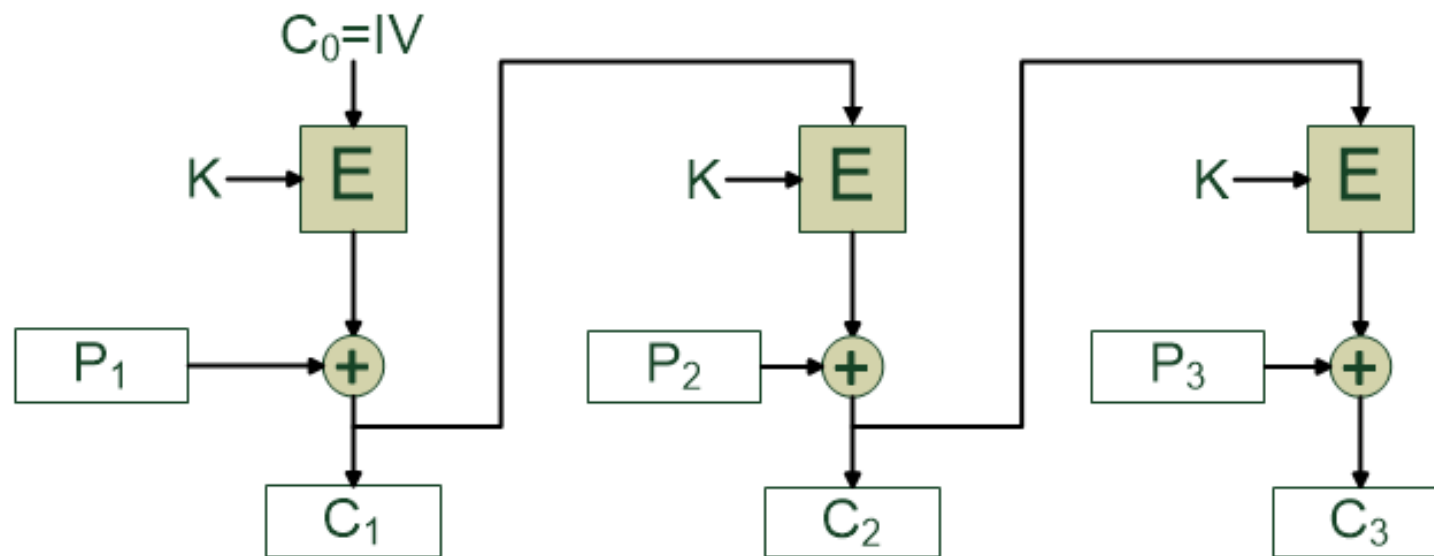 C₀=IV
K E K E K E
P₁ + P₂ + P₃ +
C₁ C₂ C₃